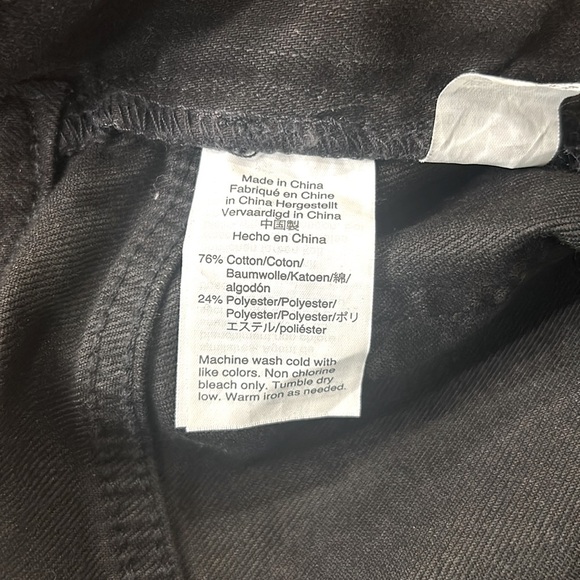 Made in China
Fabriqué en Chine
in China Hergestellt
Vervaardigd in China
中国製
Hecho en China
76% Cotton/Coton/
Baumwolle/Katoen/綿/
algodón
24% Polyester/Polyester/
Polyester/Polyester/ポリ
エステル/poliéster
Machine wash cold with
like colors. Non chlorine
bleach only. Tumble dry
low. Warm iron as needed.